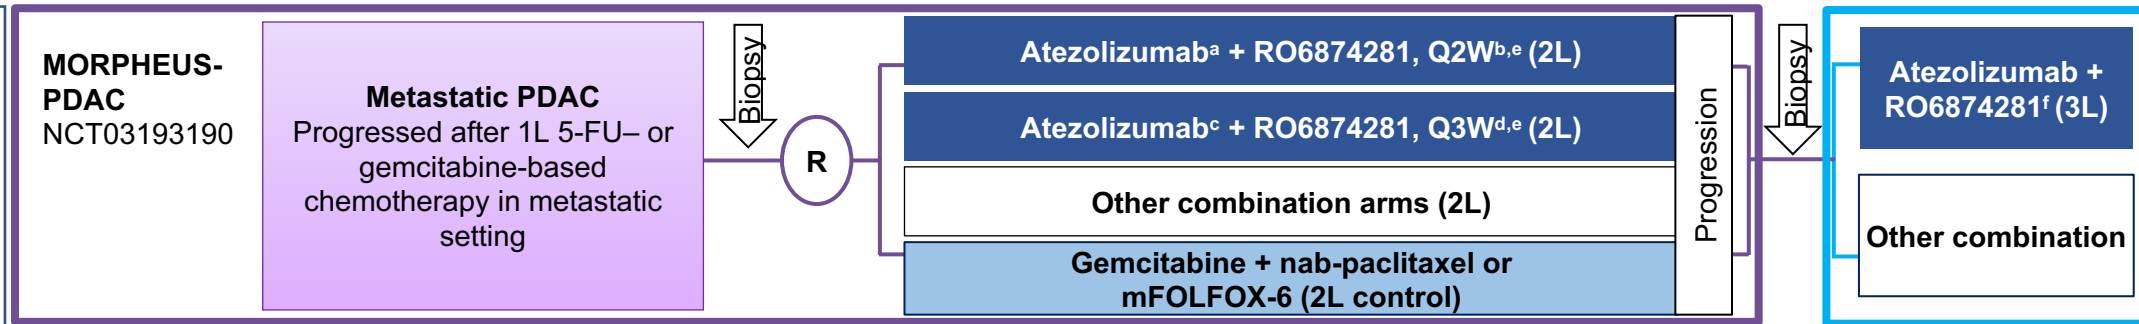 MORPHEUS-
PDAC
NCT03193190
Metastatic PDAC
Progressed after 1L 5-FU– or
gemcitabine-based
chemotherapy in metastatic
setting
Biopsy
R
Atezolizumabᵃ + RO6874281, Q2Wᵇ,ᵉ (2L)
Atezolizumabᶜ + RO6874281, Q3Wᵈ,ᵉ (2L)
Other combination arms (2L)
Gemcitabine + nab-paclitaxel or
mFOLFOX-6 (2L control)
Progression
Biopsy
Atezolizumab +
RO6874281ᶠ (3L)
Other combination